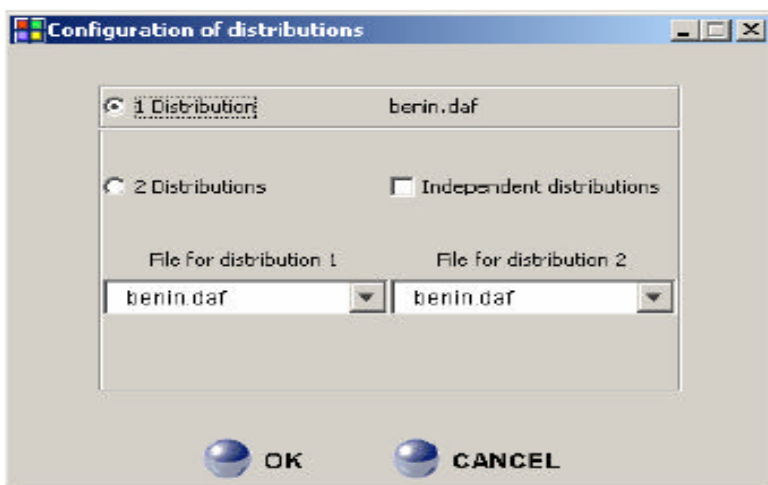 Configuration of distributions
1 Distribution benin.daf
2 Distributions Independent distributions
File for distribution 1 File for distribution 2
benin.daf benin.daf
OK CANCEL